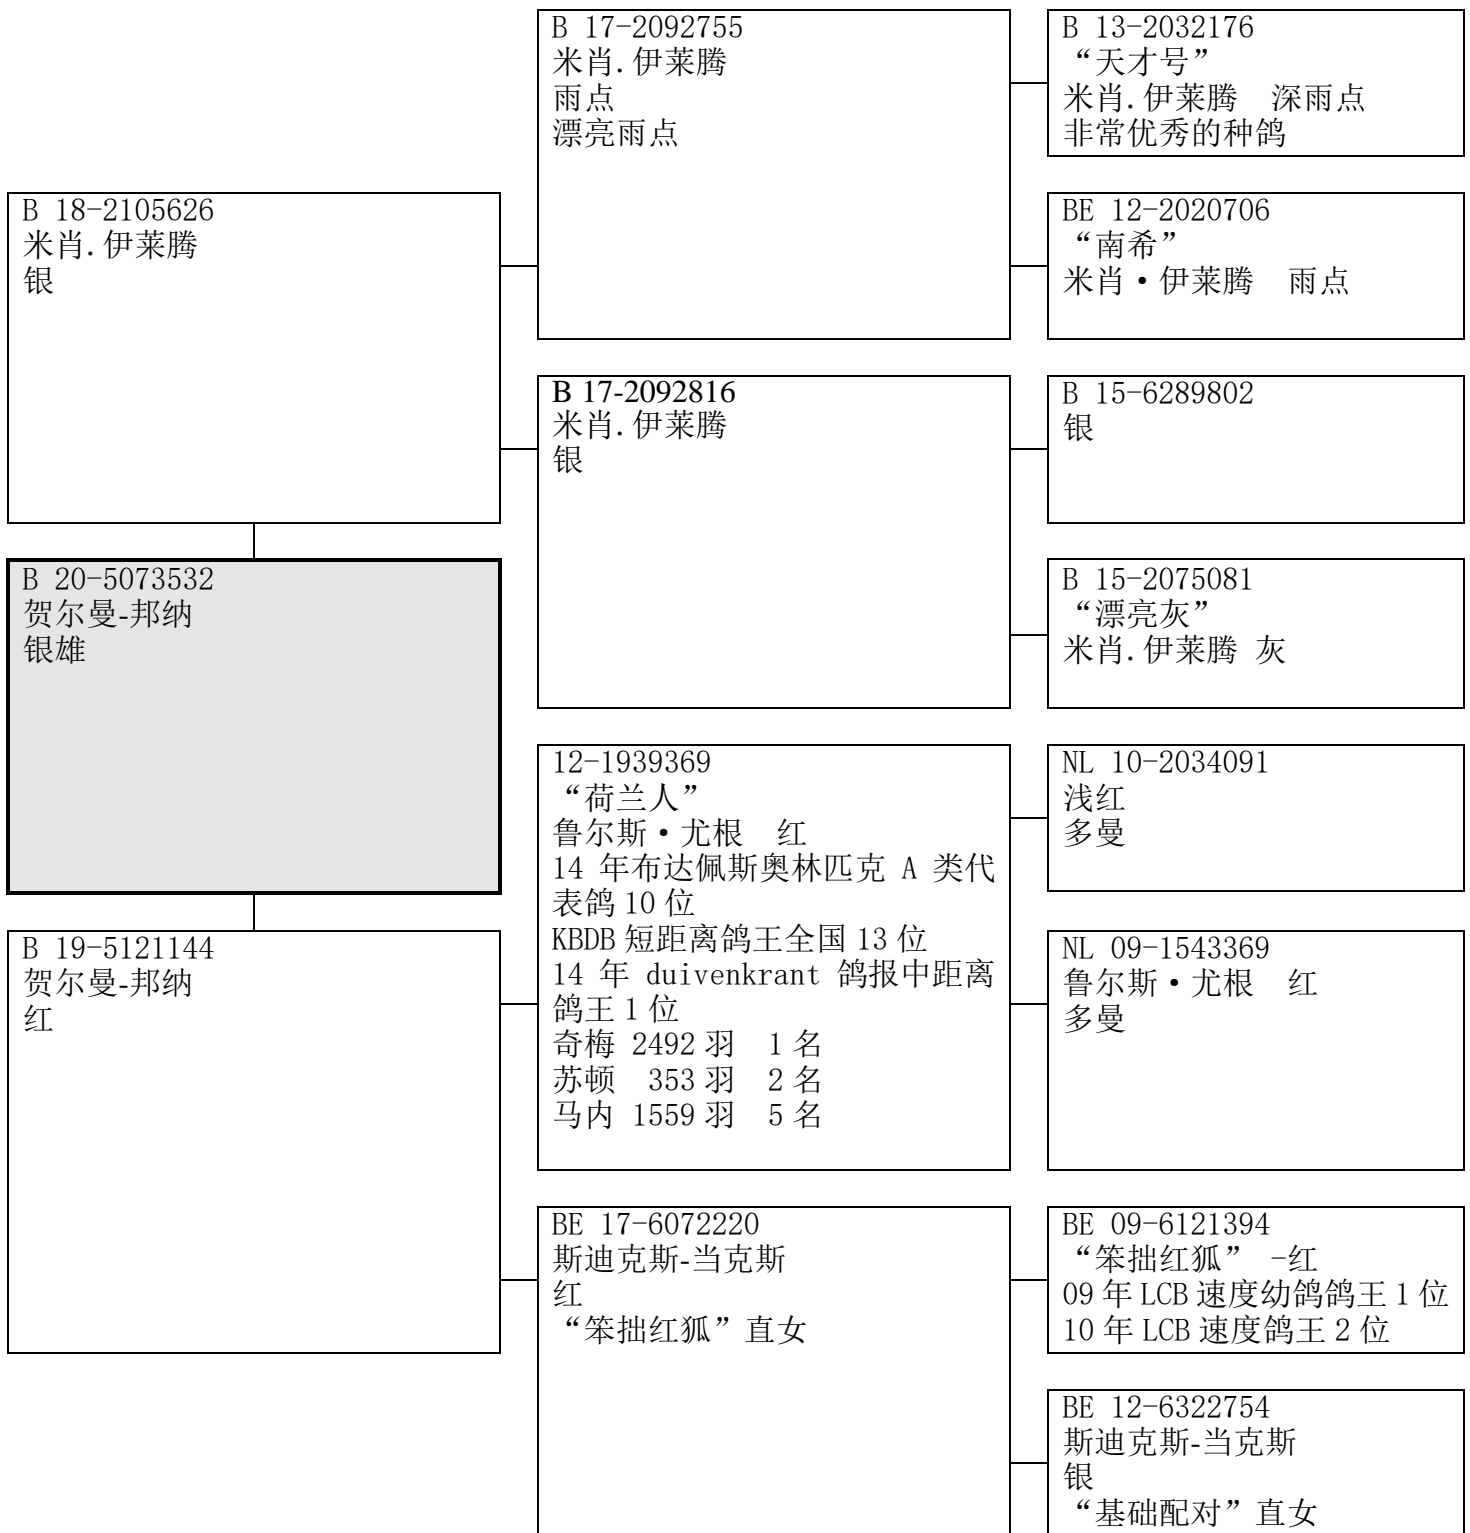 B 17-2092755
米肖.伊莱腾
雨点
漂亮雨点
B 13-2032176
“天才号”
米肖.伊莱腾 深雨点
非常优秀的种鸽
B 18-2105626
米肖.伊莱腾
银
BE 12-2020706
“南希”
米肖·伊莱腾 雨点
B 17-2092816
米肖.伊莱腾
银
B 15-6289802
银
B 20-5073532
贺尔曼-邦纳
银雄
B 15-2075081
“漂亮灰”
米肖.伊莱腾 灰
12-1939369
“荷兰人”
鲁尔斯·尤根 红
14 年布达佩斯奥林匹克 A 类代
表鸽 10 位
KBDB 短距离鸽王全国 13 位
14 年 duivenkrant 鸽报中距离
鸽王 1 位
奇梅 2492 羽 1 名
苏顿 353 羽 2 名
马内 1559 羽 5 名
NL 10-2034091
浅红
多曼
B 19-5121144
贺尔曼-邦纳
红
NL 09-1543369
鲁尔斯·尤根 红
多曼
BE 17-6072220
斯迪克斯-当克斯
红
“笨拙红狐”直女
BE 09-6121394
“笨拙红狐” -红
09 年 LCB 速度幼鸽鸽王 1 位
10 年 LCB 速度鸽王 2 位
BE 12-6322754
斯迪克斯-当克斯
银
“基础配对”直女